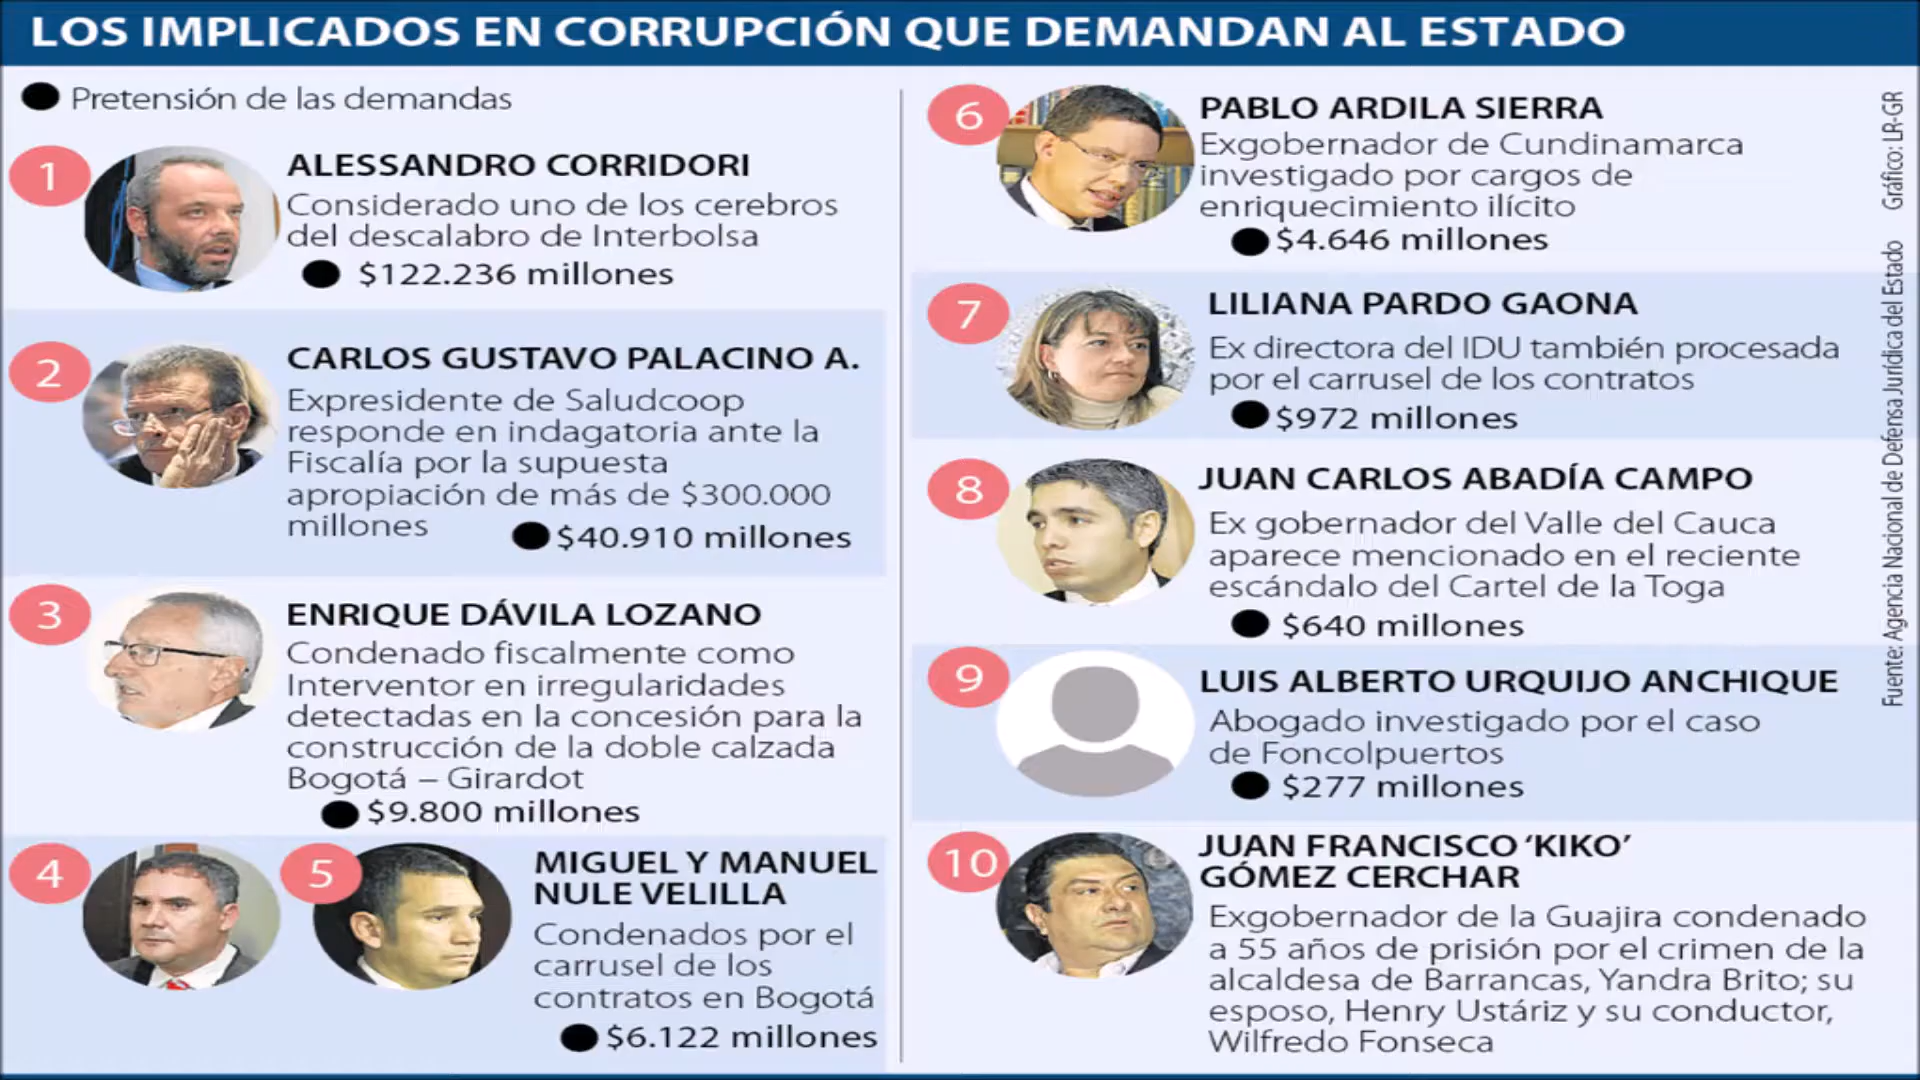 LOS IMPLICADOS EN CORRUPCIÓN QUE DEMANDAN AL ESTADO
Pretensión de las demandas
1
ALESSANDRO CORRIDORI
Considerado uno de los cerebros
del descalabro de Interbolsa
$122.236 millones
2
CARLOS GUSTAVO PALACINO A.
Expresidente de Saludcoop
responde en indagatoria ante la
Fiscalía por la supuesta
apropiación de más de $300.000
millones
$40.910 millones
3
ENRIQUE DÁVILA LOZANO
Condenado fiscalmente como
Interventor en irregularidades
detectadas en la concesión para la
construcción de la doble calzada
Bogotá – Girardot
$9.800 millones
4
5
MIGUEL Y MANUEL
NULE VELILLA
Condenados por el
carrusel de los
contratos en Bogotá
$6.122 millones
6
PABLO ARDILA SIERRA
Exgobernador de Cundinamarca
investigado por cargos de
enriquecimiento ilícito
$4.646 millones
7
LILIANA PARDO GAONA
Ex directora del IDU también procesada
por el carrusel de los contratos
$972 millones
8
JUAN CARLOS ABADÍA CAMPO
Ex gobernador del Valle del Cauca
aparece mencionado en el reciente
escándalo del Cartel de la Toga
$640 millones
9
LUIS ALBERTO URQUIJO ANCHIQUE
Abogado investigado por el caso
de Foncolpuertos
$277 millones
10
JUAN FRANCISCO ‘KIKO’
GÓMEZ CERCHAR
Exgobernador de la Guajira condenado
a 55 años de prisión por el crimen de la
alcaldesa de Barrancas, Yandra Brito; su
esposo, Henry Ustáriz y su conductor,
Wilfredo Fonseca
Fuente: Agencia Nacional de Defensa Jurídica del Estado Gráfico: LR-GR